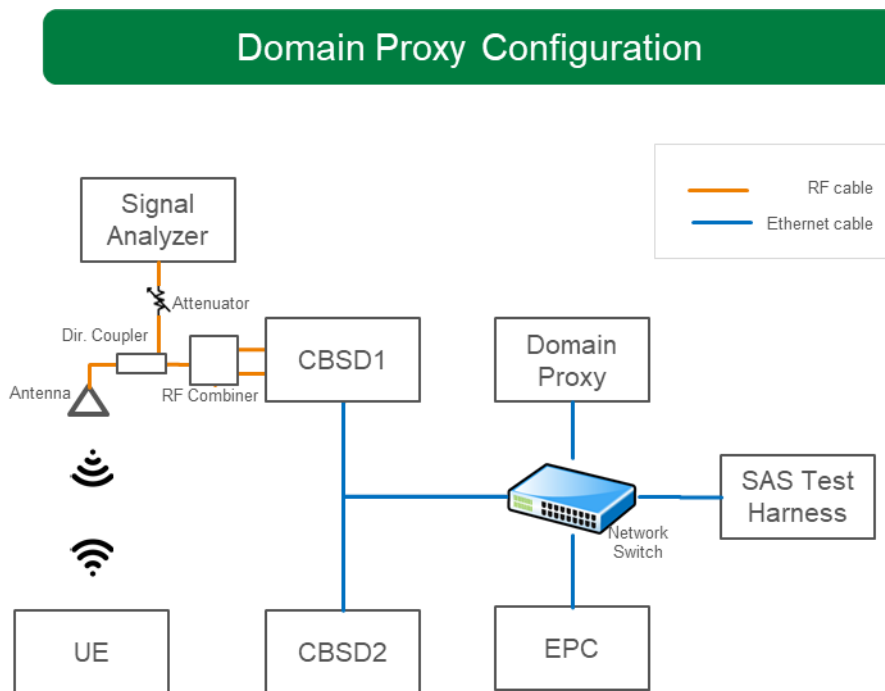 Domain Proxy Configuration
RF cable
Ethernet cable
Signal
Analyzer
Attenuator
Dir. Coupler
Antenna
RF Combiner
CBSD1
Domain
Proxy
SAS Test
Harness
Network
Switch
UE
CBSD2
EPC